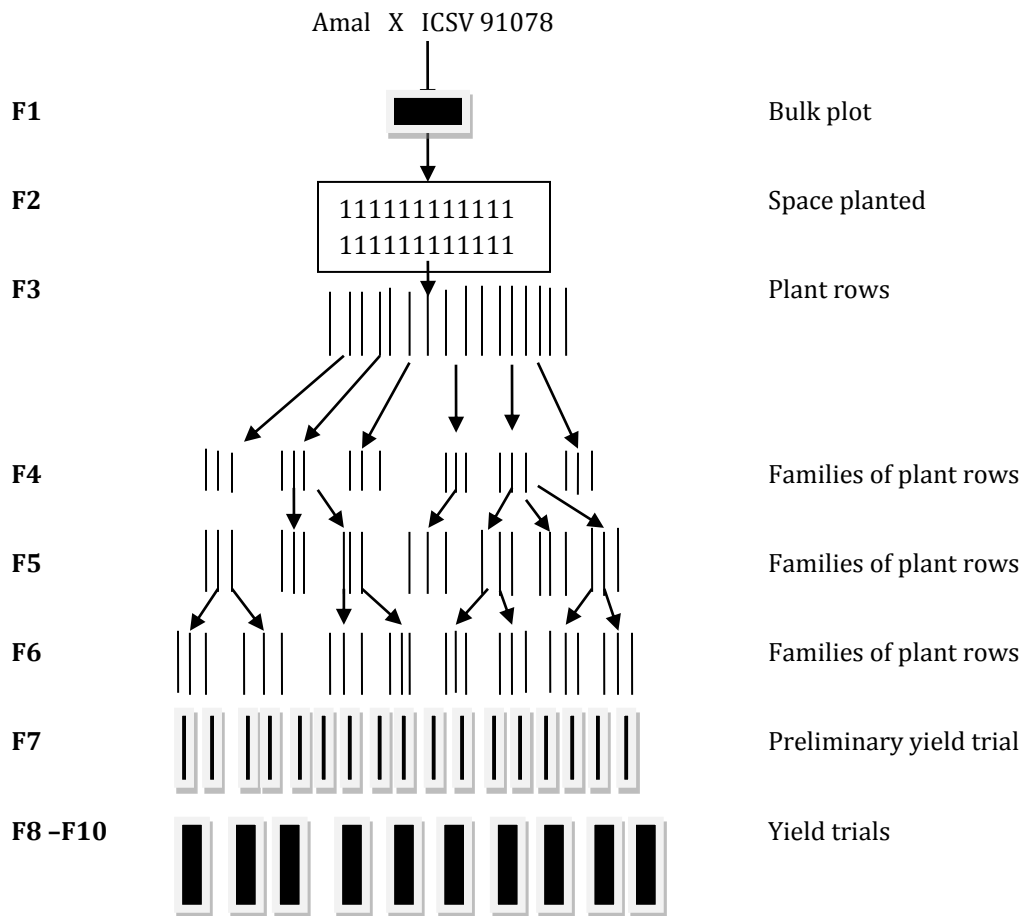 Amal X ICSV 91078
F1 Bulk plot
F2 Space planted
111111111111
111111111111
F3 Plant rows
F4 Families of plant rows
F5 Families of plant rows
F6 Families of plant rows
F7 Preliminary yield trial
F8 –F10 Yield trials